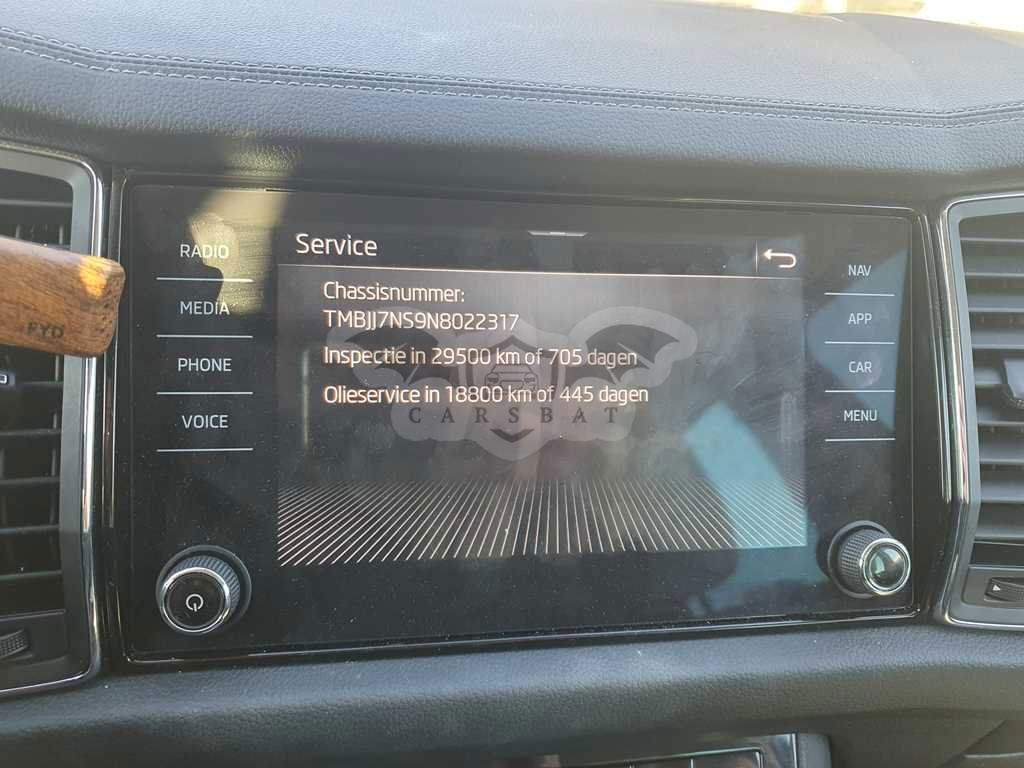 RADIO
MEDIA
PHONE
VOICE
Service
Chassisnummer:
TMBJJ7NS9N8022317
Inspectie in 29500 km of 705 dagen
Olieservice in 18800 km of 445 dagen
CARSBAT
NAV
APP
CAR
MENU
FYD